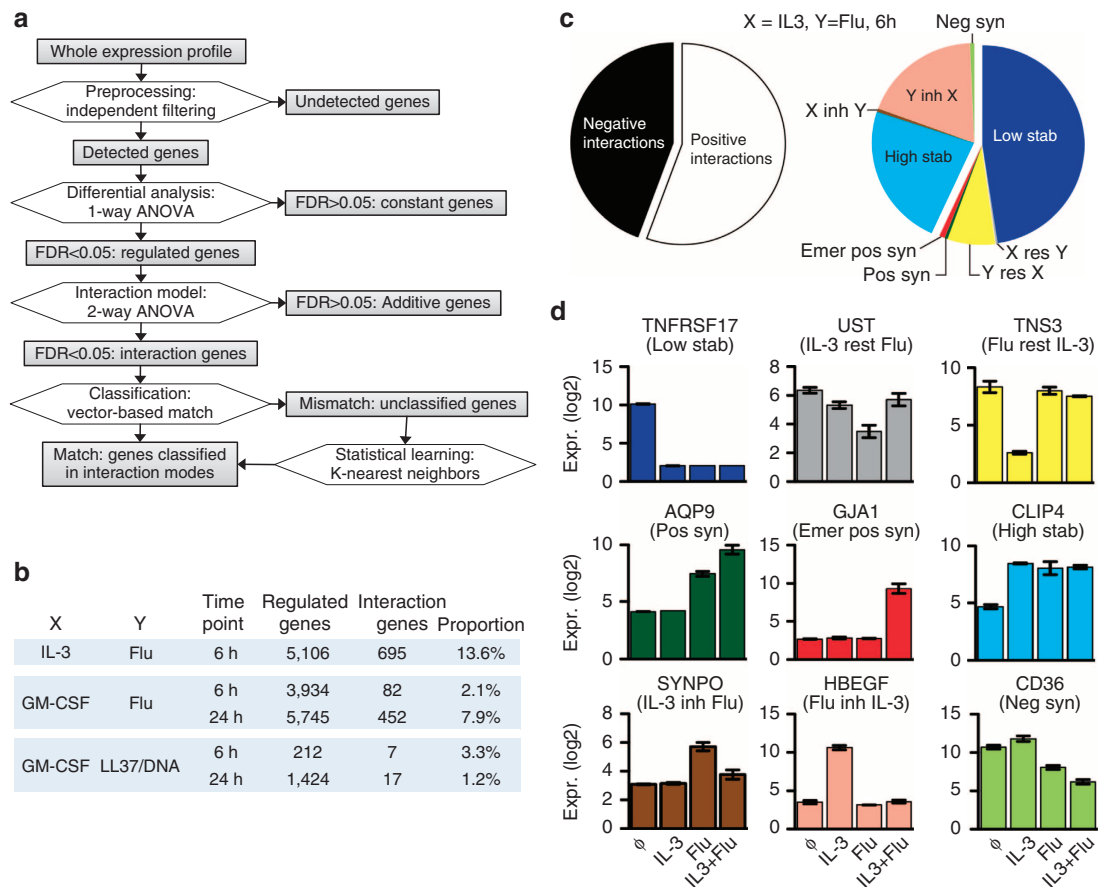 a
Whole expression profile
Preprocessing:
independent filtering
Undetected genes
Detected genes
Differential analysis:
1-way ANOVA
FDR>0.05: constant genes
FDR<0.05: regulated genes
Interaction model:
2-way ANOVA
FDR>0.05: Additive genes
FDR<0.05: interaction genes
Classification:
vector-based match
Mismatch: unclassified genes
Match: genes classified
in interaction modes
Statistical learning:
K-nearest neighbors
b
X Y Time point Regulated genes Interaction genes Proportion
IL-3 Flu 6 h 5,106 695 13.6%
GM-CSF Flu 6 h 3,934 82 2.1%
24 h 5,745 452 7.9%
GM-CSF LL37/DNA 6 h 212 7 3.3%
24 h 1,424 17 1.2%
c
X = IL3, Y=Flu, 6h
Negative
interactions
Positive
interactions
Neg syn
Y inh X
X inh Y
Low stab
High stab
Emer pos syn
Pos syn
Y res X
X res Y
d
TNFRSF17
(Low stab)
Expr. (log2)
15
10
5
0
UST
(IL-3 rest Flu)
8
6
4
2
0
TNS3
(Flu rest IL-3)
10
5
0
AQP9
(Pos syn)
Expr. (log2)
10
5
0
GJA1
(Emer pos syn)
15
10
5
0
CLIP4
(High stab)
10
5
0
SYNPO
(IL-3 inh Flu)
Expr. (log2)
8
6
4
2
0
ϕ IL-3 Flu IL3+Flu
HBEGF
(Flu inh IL-3)
15
10
5
0
ϕ IL-3 Flu IL3+Flu
CD36
(Neg syn)
15
10
5
0
ϕ IL-3 Flu IL3+Flu